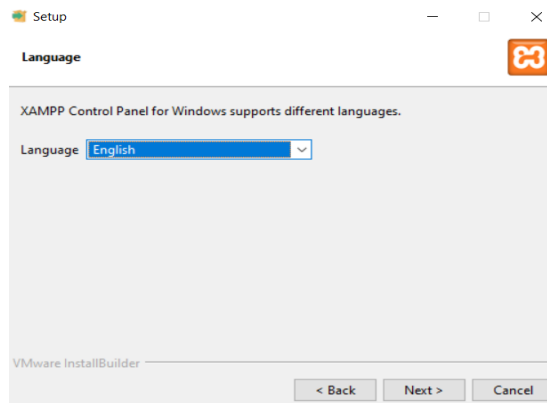 Setup
Language
XAMPP Control Panel for Windows supports different languages.
Language English
VMware InstallBuilder
< Back Next > Cancel